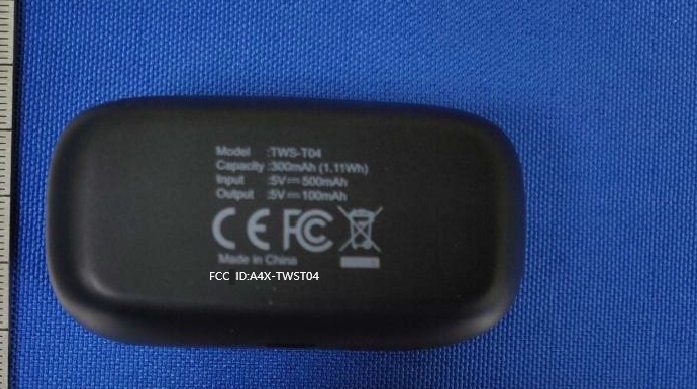 Model :TWS-T04
Capacity :300mAh (1.11Wh)
Input :5V⎓500mAh
Output :5V⎓100mAh
CE FC
Made in China
FCC ID:A4X-TWST04